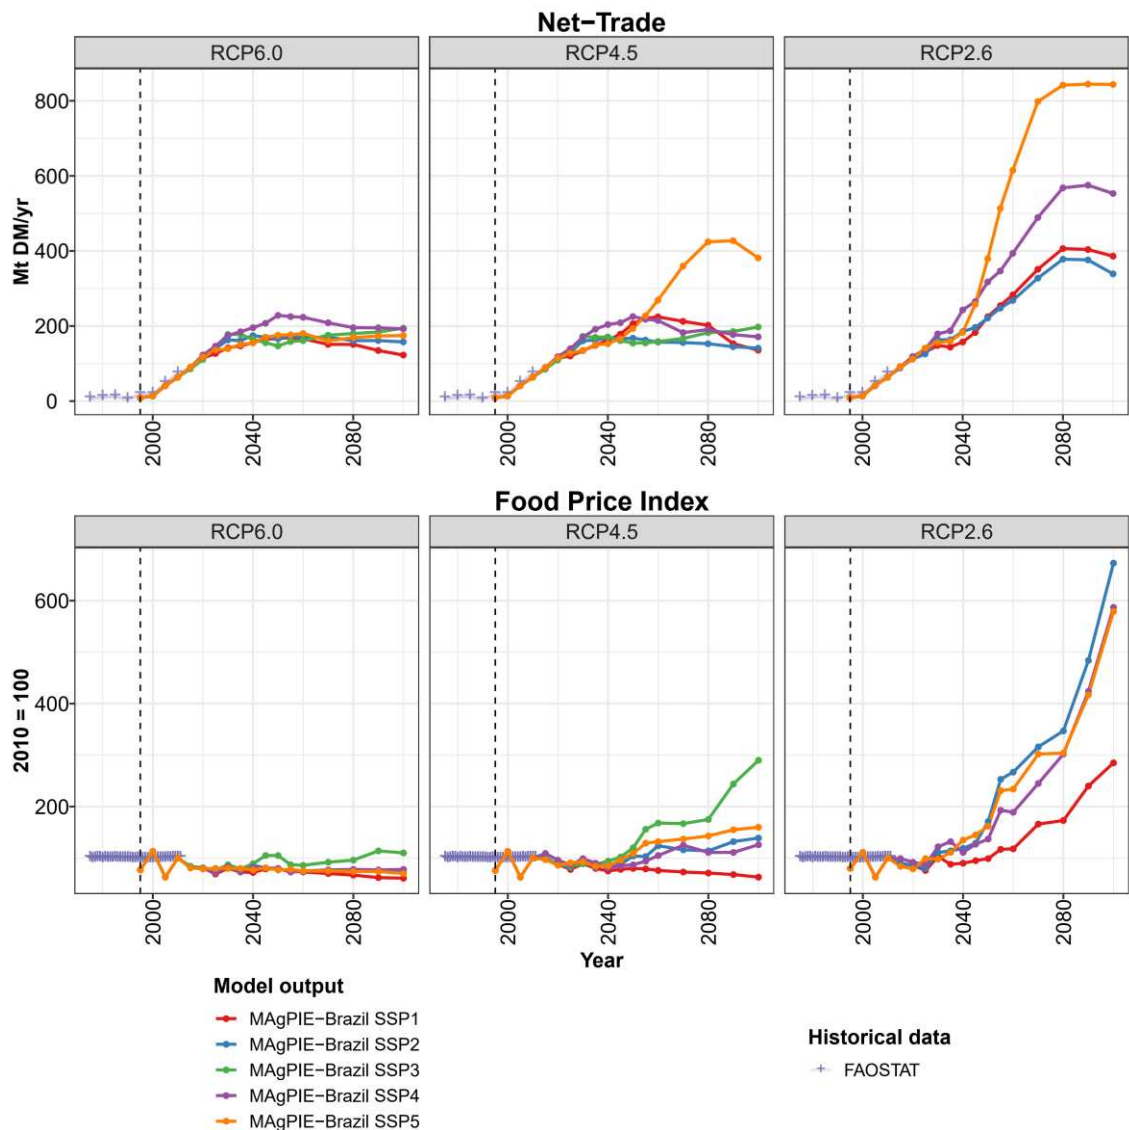 Net−Trade
RCP6.0 RCP4.5 RCP2.6
Mt DM/yr
800
600
400
200
0
2000 2040 2080 2000 2040 2080 2000 2040 2080
Food Price Index
RCP6.0 RCP4.5 RCP2.6
2010 = 100
600
400
200
2000 2040 2080 2000 2040 2080 2000 2040 2080
Year
Model output
MAgPIE−Brazil SSP1
MAgPIE−Brazil SSP2
MAgPIE−Brazil SSP3
MAgPIE−Brazil SSP4
MAgPIE−Brazil SSP5
Historical data
FAOSTAT